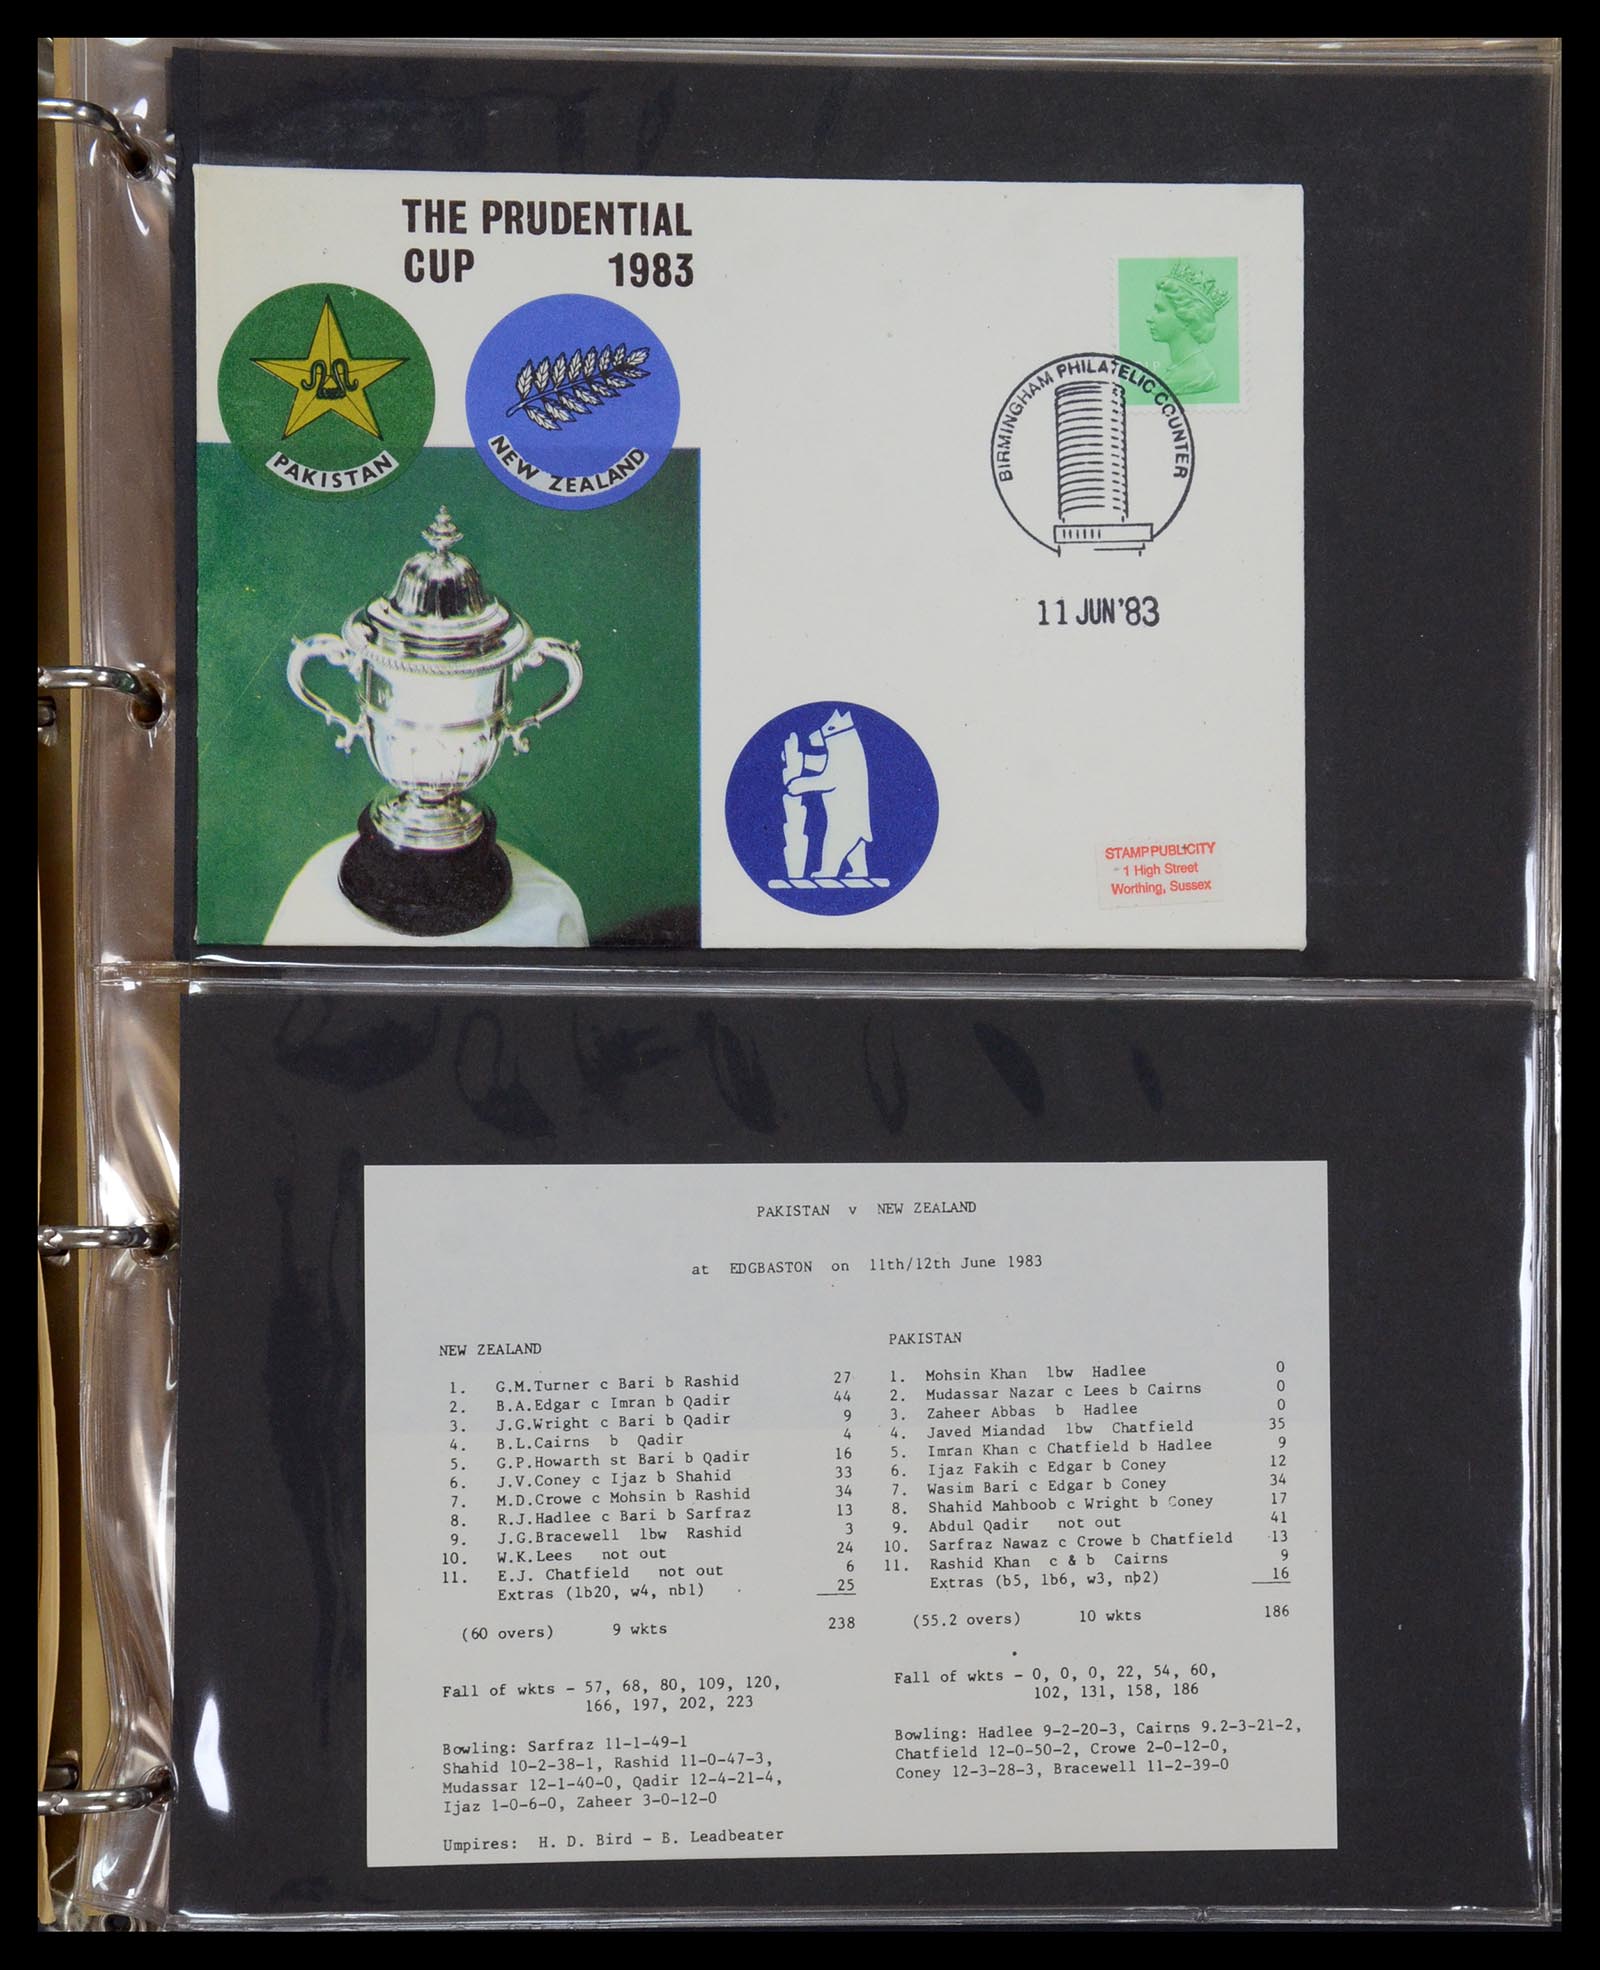 THE PRUDENTIAL
CUP 1983
PAKISTAN
NEW ZEALAND
BIRMINGHAM PHILATELIC COUNTER
11 JUN '83
STAMP PUBLICITY
1 High Street
Worthing, Sussex
PAKISTAN v NEW ZEALAND
at EDGBASTON on 11th/12th June 1983
NEW ZEALAND
1. G.M.Turner c Bari b Rashid 27
2. B.A.Edgar c Imran b Qadir 44
3. J.G.Wright c Bari b Qadir 9
4. B.L.Cairns b Qadir 4
5. G.P.Howarth st Bari b Qadir 16
6. J.V.Coney c Ijaz b Shahid 33
7. M.D.Crowe c Mohsin b Rashid 34
8. R.J.Hadlee c Bari b Sarfraz 13
9. J.G.Bracewell lbw Rashid 3
10. W.K.Lees not out 24
11. E.J. Chatfield not out 6
Extras (lb20, w4, nb1) 25
(60 overs) 9 wkts 238
Fall of wkts - 57, 68, 80, 109, 120,
166, 197, 202, 223
Bowling: Sarfraz 11-1-49-1
Shahid 10-2-38-1, Rashid 11-0-47-3,
Mudassar 12-1-40-0, Qadir 12-4-21-4,
Ijaz 1-0-6-0, Zaheer 3-0-12-0
Umpires: H. D. Bird - B. Leadbeater
PAKISTAN
1. Mohsin Khan lbw Hadlee 0
2. Mudassar Nazar c Lees b Cairns 0
3. Zaheer Abbas b Hadlee 0
4. Javed Miandad lbw Chatfield 35
5. Imran Khan c Chatfield b Hadlee 9
6. Ijaz Fakih c Edgar b Coney 12
7. Wasim Bari c Edgar b Coney 34
8. Shahid Mahboob c Wright b Coney 17
9. Abdul Qadir not out 41
10. Sarfraz Nawaz c Crowe b Chatfield 13
11. Rashid Khan c & b Cairns 9
Extras (b5, lb6, w3, nb2) 16
(55.2 overs) 10 wkts 186
Fall of wkts - 0, 0, 0, 22, 54, 60,
102, 131, 158, 186
Bowling: Hadlee 9-2-20-3, Cairns 9.2-3-21-2,
Chatfield 12-0-50-2, Crowe 2-0-12-0,
Coney 12-3-28-3, Bracewell 11-2-39-0